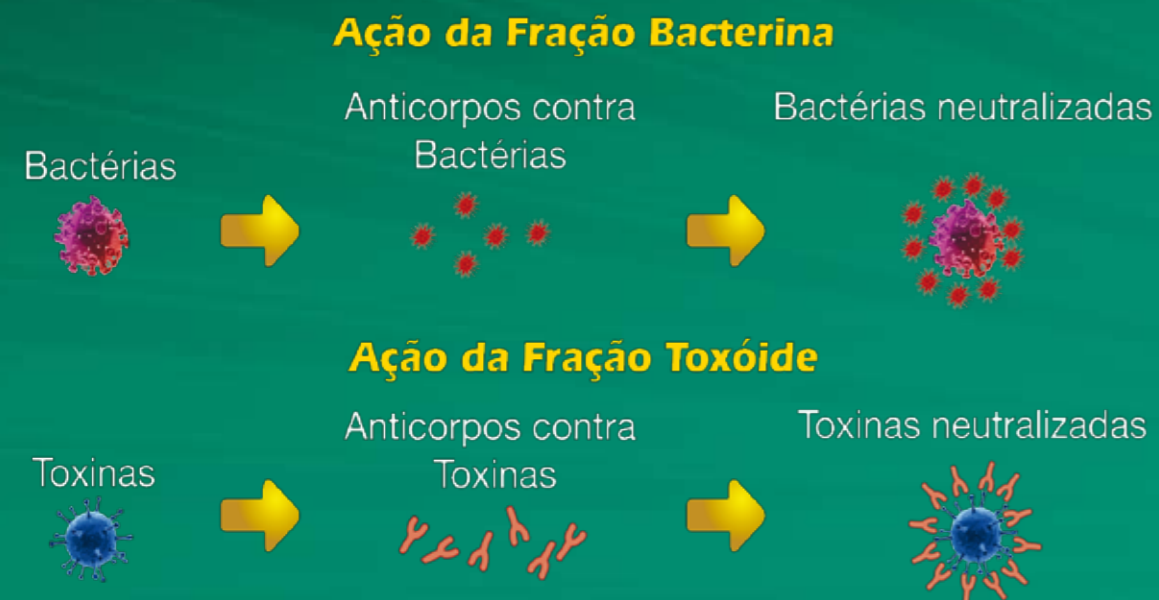 Ação da Fração Bacterina
Bactérias
Anticorpos contra
Bactérias
Bactérias neutralizadas
Ação da Fração Toxóide
Toxinas
Anticorpos contra
Toxinas
Toxinas neutralizadas